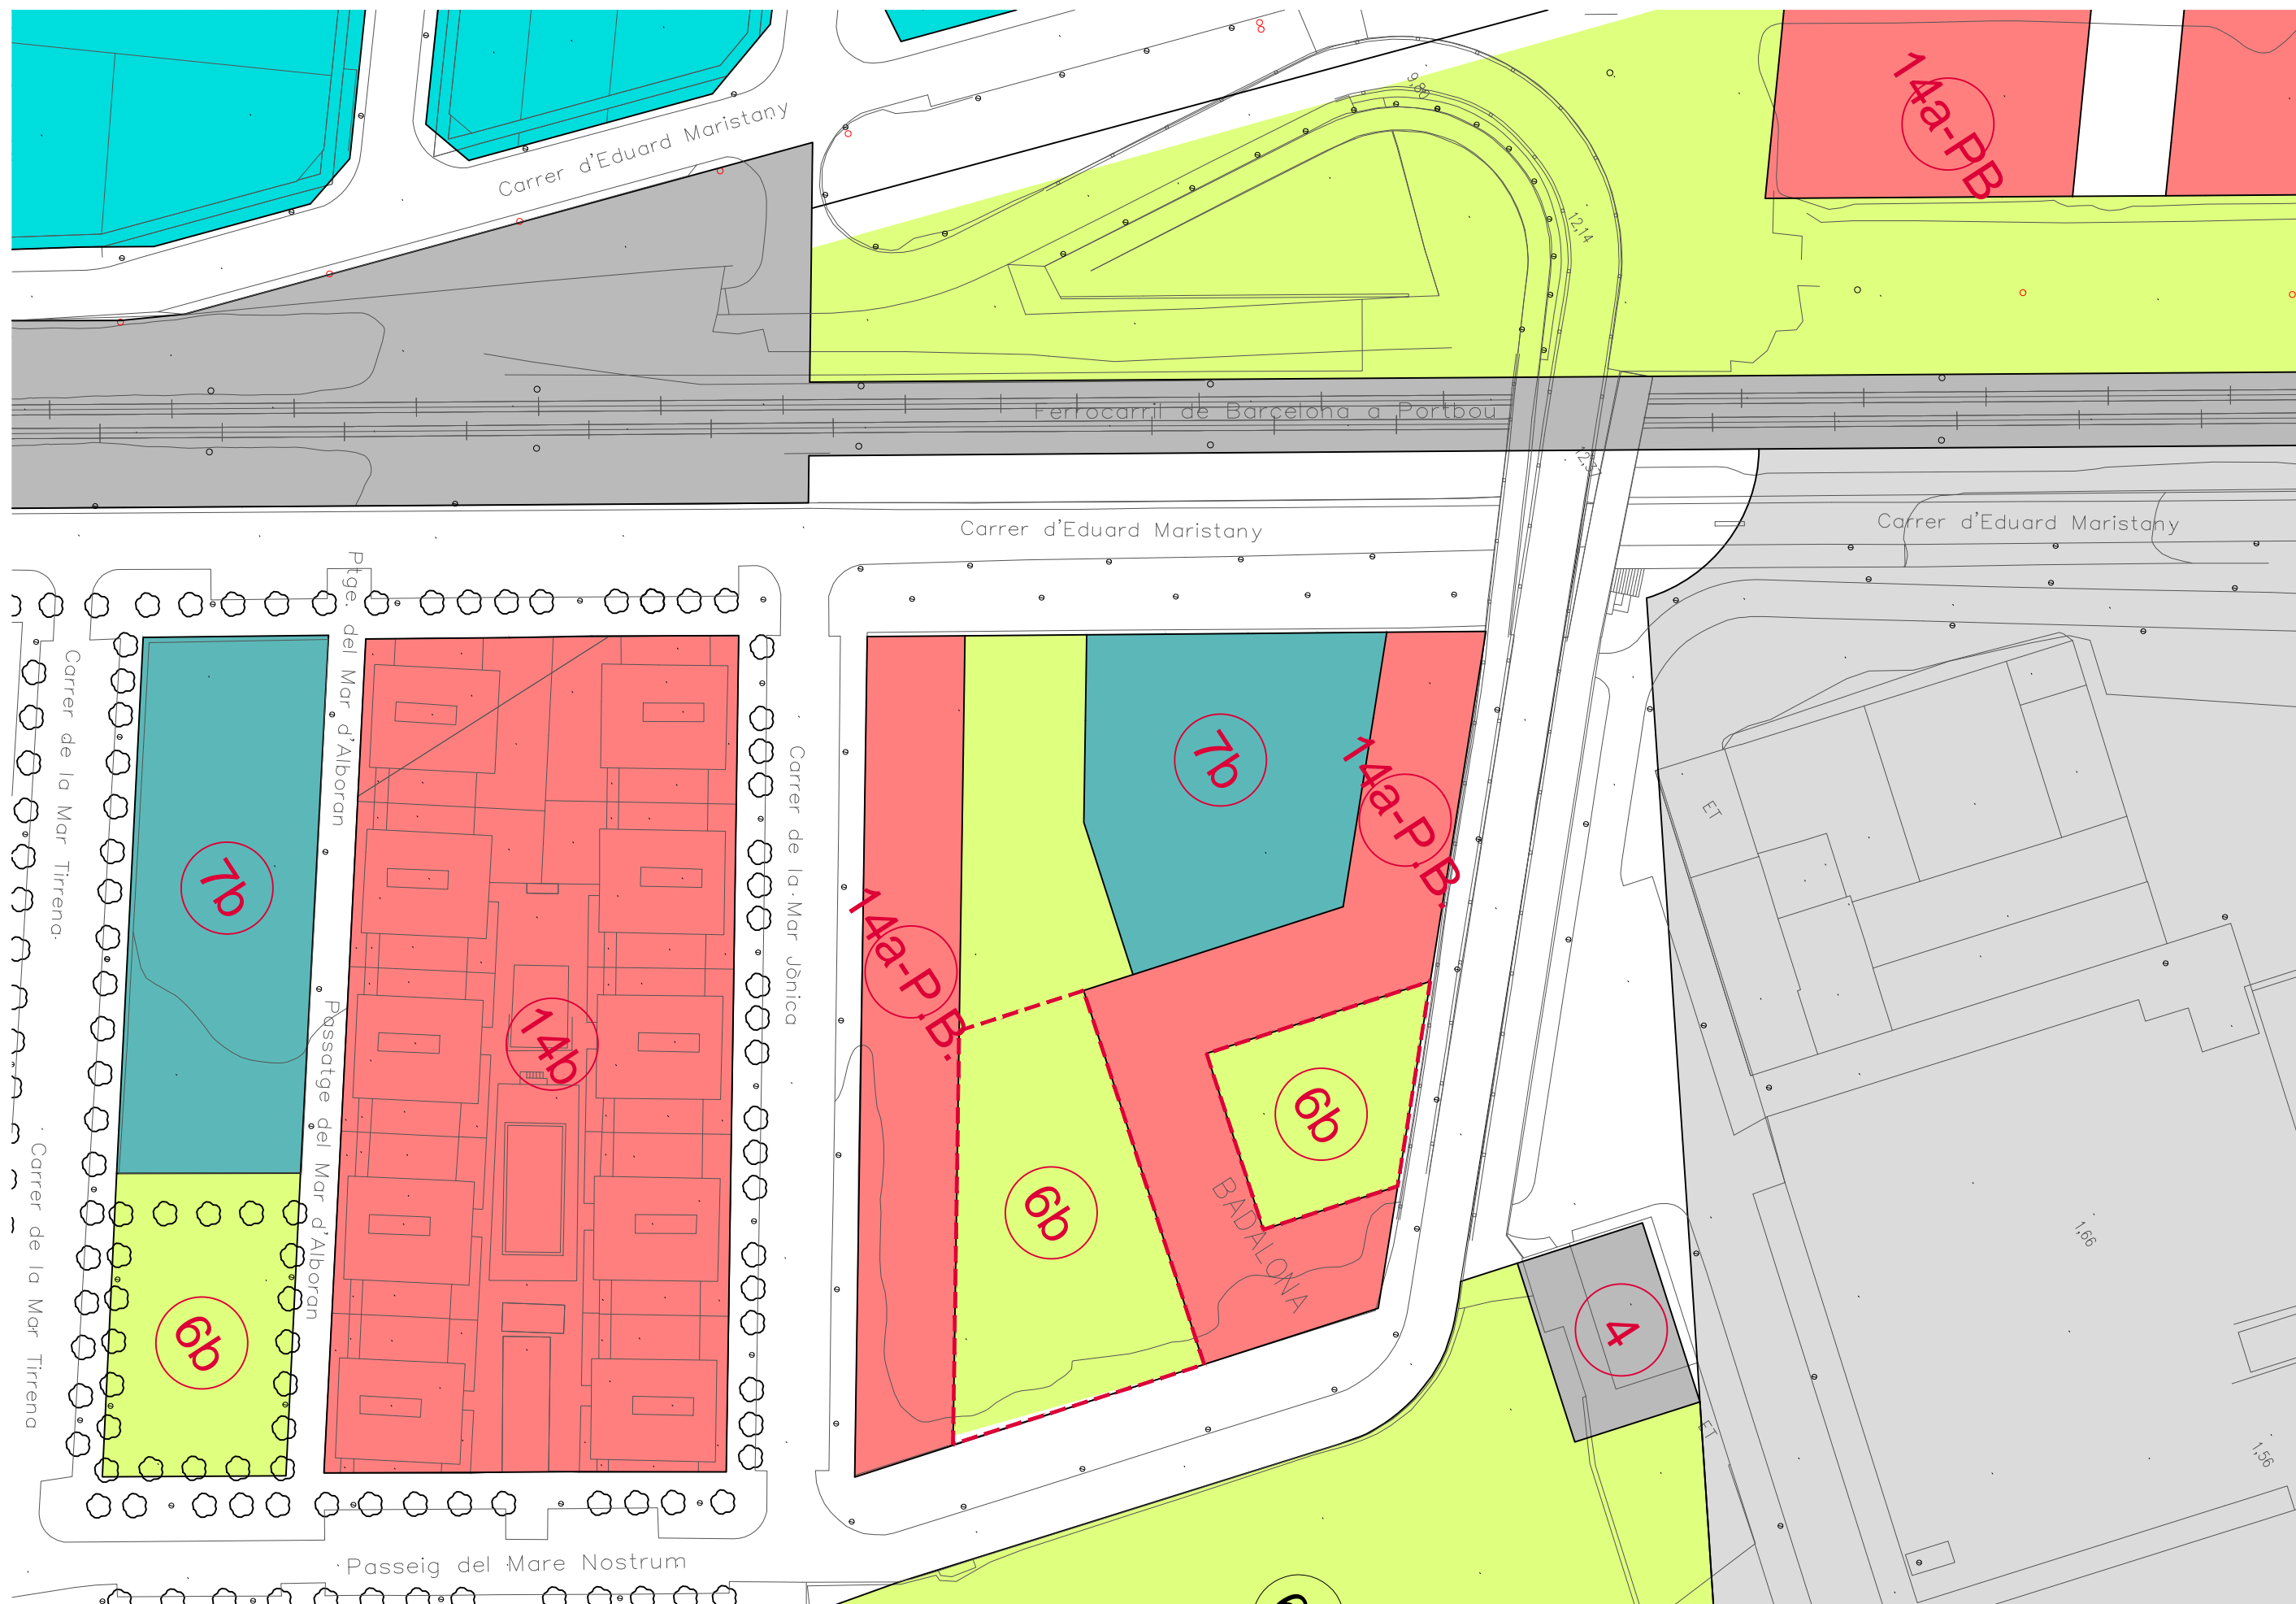 Carrer d'Eduard Maristany
9,80
14a-PB
12,14
Ferrocarril de Barcelona a Portbou
Carrer d'Eduard Maristany
Carrer d'Eduard Maristany
Ptge. del Mar d'Alboran
Carrer de la Mar Tirrena
Carrer de la Mar Jònica
7b
14a-P.B.
ET
7b
14a-P.B.
14b
Passatge del Mar d'Alboran
6b
6b
BADALONA
Carrer de la Mar Tirrena
6b
4
1,66
ET
1,56
Passeig del Mare Nostrum